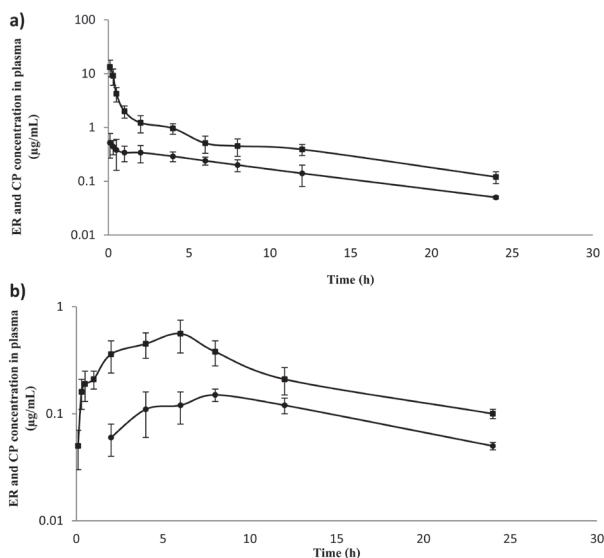 a)
ER and CP concentration in plasma
(µg/mL)
100
10
1
0.1
0.01
0 5 10 15 20 25 30
Time (h)
b)
ER and CP concentration in plasma
(µg/mL)
1
0.1
0.01
0 5 10 15 20 25 30
Time (h)